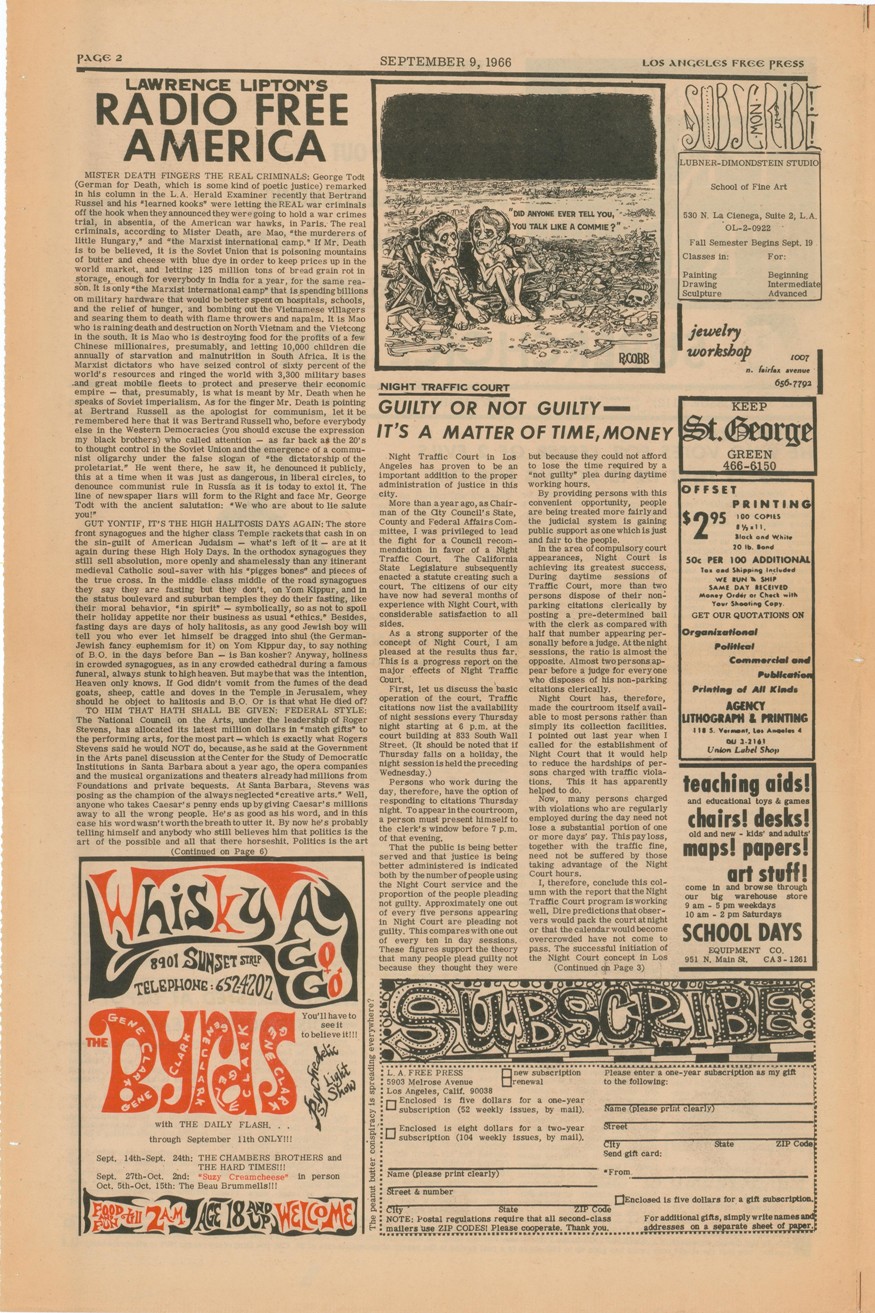 PAGE 2
SEPTEMBER 9, 1966
LOS ANGELES FREE PRESS
LAWRENCE LIPTON'S
RADIO FREE
AMERICA
MISTER DEATH FINGERS THE REAL CRIMINALS: George Todt
(German for Death, which is some kind of poetic justice) remarked
in his column in the L.A. Herald Examiner recently that Bertrand
Russel and his "learned kooks" were letting the REAL war criminals
off the hook when they announced they were going to hold a war crimes
trial, in absentia, of the American war hawks, in Paris. The real
criminals, according to Mister Death, are Mao, "the murderers of
little Hungary," and "the Marxist international camp." If Mr. Death
is to be believed, it is the Soviet Union that is poisoning mountains
of butter and cheese with blue dye in order to keep prices up in the
world market, and letting 125 million tons of bread grain rot in
storage, enough for everybody in India for a year, for the same rea-
son. It is only "the Marxist international camp" that is spending billions
on military hardware that would be better spent on hospitals, schools,
and the relief of hunger, and bombing out the Vietnamese villagers
and searing them to death with flame throwers and napalm. It is Mao
who is raining death and destruction on North Vietnam and the Vietcong
in the south. It is Mao who is destroying food for the profits of a few
Chinese millionaires, presumably, and letting 10,000 children die
annually of starvation and malnutrition in South Africa. It is the
Marxist dictators who have seized control of sixty percent of the
world's resources and ringed the world with 3,300 military bases
and great mobile fleets to protect and preserve their economic
empire — that, presumably, is what is meant by Mr. Death when he
speaks of Soviet imperialism. As for the finger Mr. Death is pointing
at Bertrand Russell as the apologist for communism, let it be
remembered here that it was Bertrand Russell who, before everybody
else in the Western Democracies (you should excuse the expression
my black brothers) who called attention — as far back as the 20's
to thought control in the Soviet Union and the emergence of a commu-
nist oligarchy under the false slogan of "the dictatorship of the
proletariat." He went there, he saw it, he denounced it publicly,
this at a time when it was just as dangerous, in liberal circles, to
denounce communist rule in Russia as it is today to extol it. The
line of newspaper liars will form to the Right and face Mr. George
Todt with the ancient salutation: "We who are about to lie salute
you!"
GUT YONTIF, IT'S THE HIGH HALITOSIS DAYS AGAIN: The store
front synagogues and the higher class Temple rackets that cash in on
the sin-guilt of American Judaism — what's left of it — are at it
again during these High Holy Days. In the orthodox synagogues they
still sell absolution, more openly and shamelessly than any itinerant
medieval Catholic soul-saver with his "pigges bones" and pieces of
the true cross. In the middle class middle of the road synagogues
they say they are fasting but they don't, on Yom Kippur, and in
the status boulevard and suburban temples they do their fasting, like
their moral behavior, "in spirit" — symbolically, so as not to spoil
their holiday appetite nor their business as usual "ethics." Besides,
fasting days are days of holy halitosis, as any good Jewish boy will
tell you who ever let himself be dragged into shul (the German-
Jewish fancy euphemism for it) on Yom Kippur day, to say nothing
of B.O. in the days before Ban — is Ban kosher? Anyway, holiness
in crowded synagogues, as in any crowded cathedral during a famous
funeral, always stunk to high heaven. But maybe that was the intention,
Heaven only knows. If God didn't vomit from the fumes of the dead
goats, sheep, cattle and doves in the Temple in Jerusalem, whey
should he object to halitosis and B.O. Or is that what He died of?
TO HIM THAT HATH SHALL BE GIVEN: FEDERAL STYLE:
The National Council on the Arts, under the leadership of Roger
Stevens, has allocated its latest million dollars in "match gifts" to
the performing arts, for the most part — which is exactly what Rogers
Stevens said he would NOT do, because, as he said at the Government
in the Arts panel discussion at the Center for the Study of Democratic
Institutions in Santa Barbara about a year ago, the opera companies
and the musical organizations and theaters already had millions from
Foundations and private bequests. At Santa Barbara, Stevens was
posing as the champion of the always neglected "creative arts." Well,
anyone who takes Caesar's penny ends up by giving Caesar's millions
away to all the wrong people. He's as good as his word, and in this
case his word wasn't worth the breath to utter it. By now he's probably
telling himself and anybody who still believes him that politics is the
art of the possible and all that there horseshit. Politics is the art
(Continued on Page 6)
"DID ANYONE EVER TELL YOU,
YOU TALK LIKE A COMMIE?"
R.COBB
NIGHT TRAFFIC COURT
GUILTY OR NOT GUILTY—
IT'S A MATTER OF TIME, MONEY
Night Traffic Court in Los
Angeles has proven to be an
important addition to the proper
administration of justice in this
city.
More than a year ago, as Chair-
man of the City Council's State,
County and Federal Affairs Com-
mittee, I was privileged to lead
the fight for a Council recom-
mendation in favor of a Night
Traffic Court. The California
State Legislature subsequently
enacted a statute creating such a
court. The citizens of our city
have now had several months of
experience with Night Court, with
considerable satisfaction to all
sides.
As a strong supporter of the
concept of Night Court, I am
pleased at the results thus far.
This is a progress report on the
major effects of Night Traffic
Court.
First, let us discuss the basic
operation of the court. Traffic
citations now list the availability
of night sessions every Thursday
night starting at 6 p.m. at the
court building at 833 South Wall
Street. (It should be noted that if
Thursday falls on a holiday, the
night session is held the preceding
Wednesday.)
Persons who work during the
day, therefore, have the option of
responding to citations Thursday
night. To appear in the courtroom,
a person must present himself to
the clerk's window before 7 p.m.
of that evening.
That the public is being better
served and that justice is being
better administered is indicated
both by the number of people using
the Night Court service and the
proportion of the people pleading
not guilty. Approximately one out
of every five persons appearing
in Night Court are pleading not
guilty. This compares with one out
of every ten in day sessions.
These figures support the theory
that many people plead guilty not
because they thought they were
but because they could not afford
to lose the time required by a
"not guilty" plea during daytime
working hours.
By providing persons with this
convenient opportunity, people
are being treated more fairly and
the judicial system is gaining
public support as one which is just
and fair to the people.
In the area of compulsory court
appearances, Night Court is
achieving its greatest success.
During daytime sessions of
Traffic Court, more than two
persons dispose of their non-
parking citations clerically by
posting a pre-determined bail
with the clerk as compared with
half that number appearing per-
sonally before a judge. At the night
sessions, the ratio is almost the
opposite. Almost two persons ap-
pear before a judge for everyone
who disposes of his non-parking
citations clerically.
Night Court has, therefore,
made the courtroom itself avail-
able to most persons rather than
simply its collection facilities.
I pointed out last year when I
called for the establishment of
Night Court that it would help
to reduce the hardships of per-
sons charged with traffic viola-
tions. This it has apparently
helped to do.
Now, many persons charged
with violations who are regularly
employed during the day need not
lose a substantial portion of one
or more days' pay. This pay loss,
together with the traffic fine,
need not be suffered by those
taking advantage of the Night
Court hours.
I, therefore, conclude this col-
umn with the report that the Night
Traffic Court program is working
well. Dire predictions that obser-
vers would pack the court at night
or that the calendar would become
overcrowded have not come to
pass. The successful initiation of
the Night Court concept in Los
(Continued on Page 3)
SUBSCRIBE!
LUBNER-DIMONDSTEIN STUDIO
School of Fine Art
530 N. La Cienega, Suite 2, L.A.
OL-2-0922
Fall Semester Begins Sept. 19
Classes in: For:
Painting Beginning
Drawing Intermediate
Sculpture Advanced
jewelry
workshop
1007
n. fairfax avenue
656-7792
KEEP
St. George
GREEN
466-6150
OFFSET
PRINTING
$2.95 100 COPIES
8½ x 11,
Black and White
20 lb. Bond
50c PER 100 ADDITIONAL
Tax and Shipping Included
WE RUN & SHIP
SAME DAY RECEIVED
Money Order or Check with
Your Shooting Copy.
GET OUR QUOTATIONS ON
Organizational
Political
Commercial and
Publication
Printing of All Kinds
AGENCY
LITHOGRAPH & PRINTING
118 S. Vermont, Los Angeles 4
DU 2-2161
Union Label Shop
teaching aids!
and educational toys & games
chairs! desks!
old and new - kids' and adults'
maps! papers!
art stuff!
come in and browse through
our big warehouse store
9 am - 5 pm weekdays
10 am - 2 pm Saturdays
SCHOOL DAYS
EQUIPMENT CO.
951 N. Main St. CA 3-1261
WHISKY A
GO
GO
8901 SUNSET STRIP
TELEPHONE: 652-4202
THE BYRDS
GENE CLARK
GENE CLARK
GENE CLARK
GENE CLARK
You'll have to
see it
to believe it!!!
Psychedelic
Light
Show
with THE DAILY FLASH. . .
through September 11th ONLY!!!
Sept. 14th-Sept. 24th: THE CHAMBERS BROTHERS and
THE HARD TIMES!!!
Sept. 27th-Oct. 2nd: "Suzy Creamcheese" in person
Oct. 5th-Oct. 15th: The Beau Brummells!!!
FOOD FUN till 2 AM AGE 18 AND UP WELCOME
The peanut butter conspiracy is spreading everywhere?
SUBSCRIBE
L.A. FREE PRESS
5903 Melrose Avenue
Los Angeles, Calif. 90038
new subscription
renewal
Enclosed is five dollars for a one-year
subscription (52 weekly issues, by mail).
Enclosed is eight dollars for a two-year
subscription (104 weekly issues, by mail).
Name (please print clearly)
Street & number
City State ZIP Code
NOTE: Postal regulations require that all second-class
mailers use ZIP CODES! Please cooperate. Thank you.
Please enter a one-year subscription as my gift
to the following:
Name (please print clearly)
Street
City State ZIP Code
Send gift card:
*From
Enclosed is five dollars for a gift subscription.
For additional gifts, simply write names and
addresses on a separate sheet of paper.